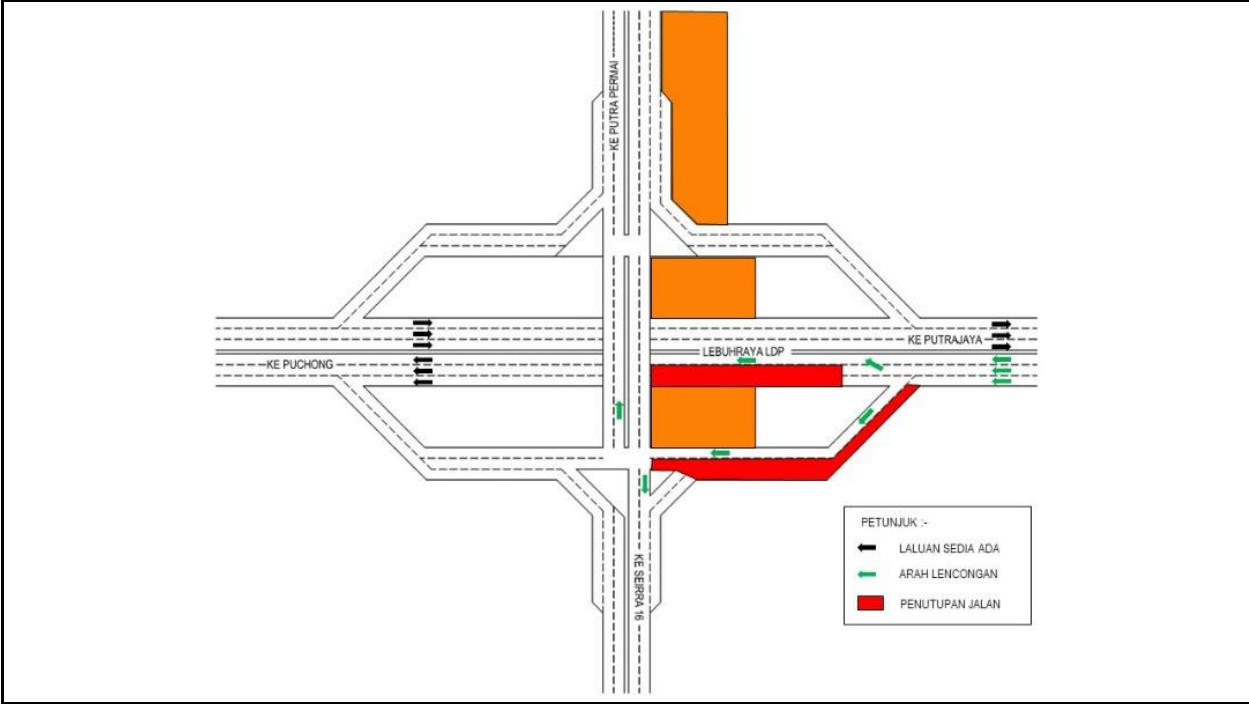 KE PUTRA PERMAI
KE PUTRAJAYA
LEBUHRAYA LDP
KE PUCHONG
KE SEIRRA 16
PETUNJUK :-
LALUAN SEDIA ADA
ARAH LENCONGAN
PENUTUPAN JALAN